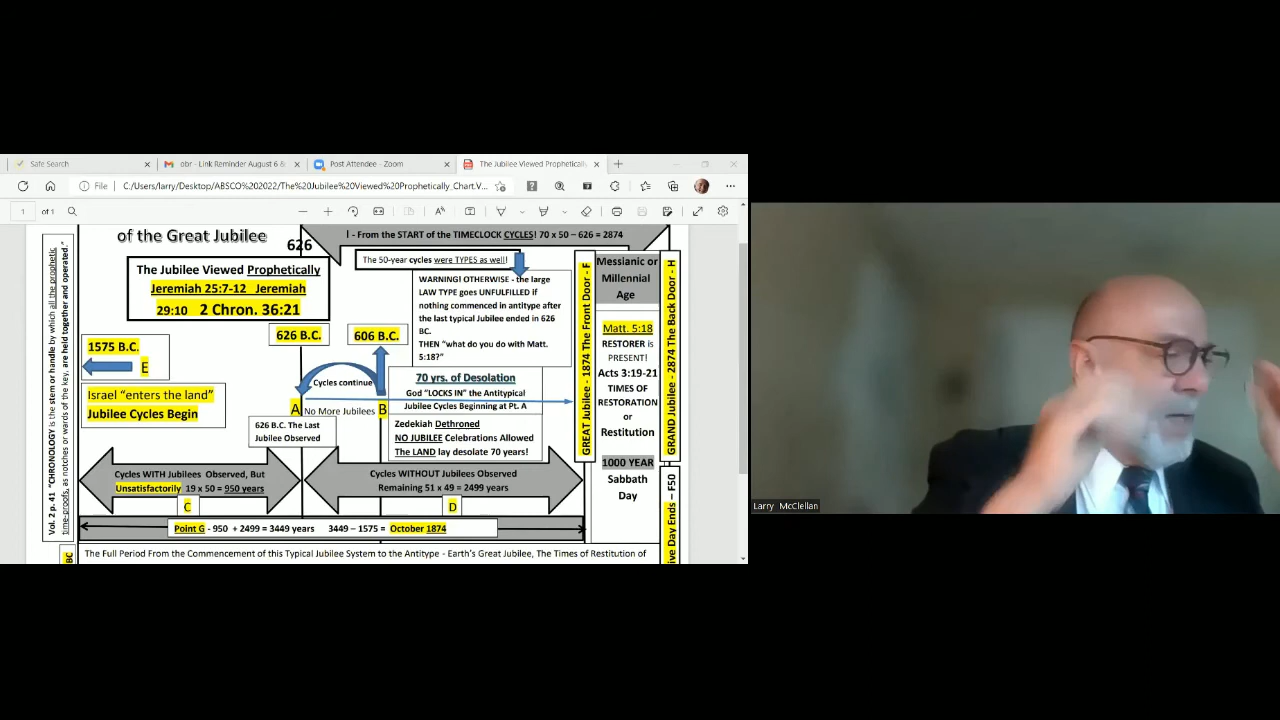 Safe Search
obr - Link Reminder August 6 &
Post Attendee - Zoom
The Jubilee Viewed Prophetically
File
C:/Users/larry/Desktop/ABSCO%202022/The%20Jubilee%20Viewed%20Prophetically_Chart.V...
1 of 1
of the Great Jubilee
626
I - From the START of the TIMECLOCK CYCLES! 70 x 50 – 626 = 2874
The 50-year cycles were TYPES as well!
The Jubilee Viewed Prophetically
Jeremiah 25:7-12 Jeremiah
29:10 2 Chron. 36:21
WARNING! OTHERWISE - the large
LAW TYPE goes UNFULFILLED if
nothing commenced in antitype after
the last typical Jubilee ended in 626
BC.
THEN "what do you do with Matt.
5:18?"
626 B.C.
606 B.C.
1575 B.C.
E
Israel "enters the land"
Jubilee Cycles Begin
Cycles continue
A No More Jubilees B
626 B.C. The Last
Jubilee Observed
70 yrs. of Desolation
God "LOCKS IN" the Antitypical
Jubilee Cycles Beginning at Pt. A
Zedekiah Dethroned
NO JUBILEE Celebrations Allowed
The LAND lay desolate 70 years!
Cycles WITH Jubilees Observed, But
Unsatisfactorily 19 x 50 = 950 years
C
Cycles WITHOUT Jubilees Observed
Remaining 51 x 49 = 2499 years
D
Point G - 950 + 2499 = 3449 years 3449 – 1575 = October 1874
The Full Period From the Commencement of this Typical Jubilee System to the Antitype - Earth's Great Jubilee, The Times of Restitution of
Vol. 2 p. 41 "CHRONOLOGY is the stem or handle by which all the prophetic
time-proofs, as notches or wards of the key, are held together and operated."
BC
GREAT Jubilee - 1874 The Front Door - F
Messianic or
Millennial
Age
Matt. 5:18
RESTORER is
PRESENT!
Acts 3:19-21
TIMES OF
RESTORATION
or
Restitution
1000 YEAR
Sabbath
Day
GRAND Jubilee - 2874 The Back Door - H
ive Day Ends – F50
Larry McClellan